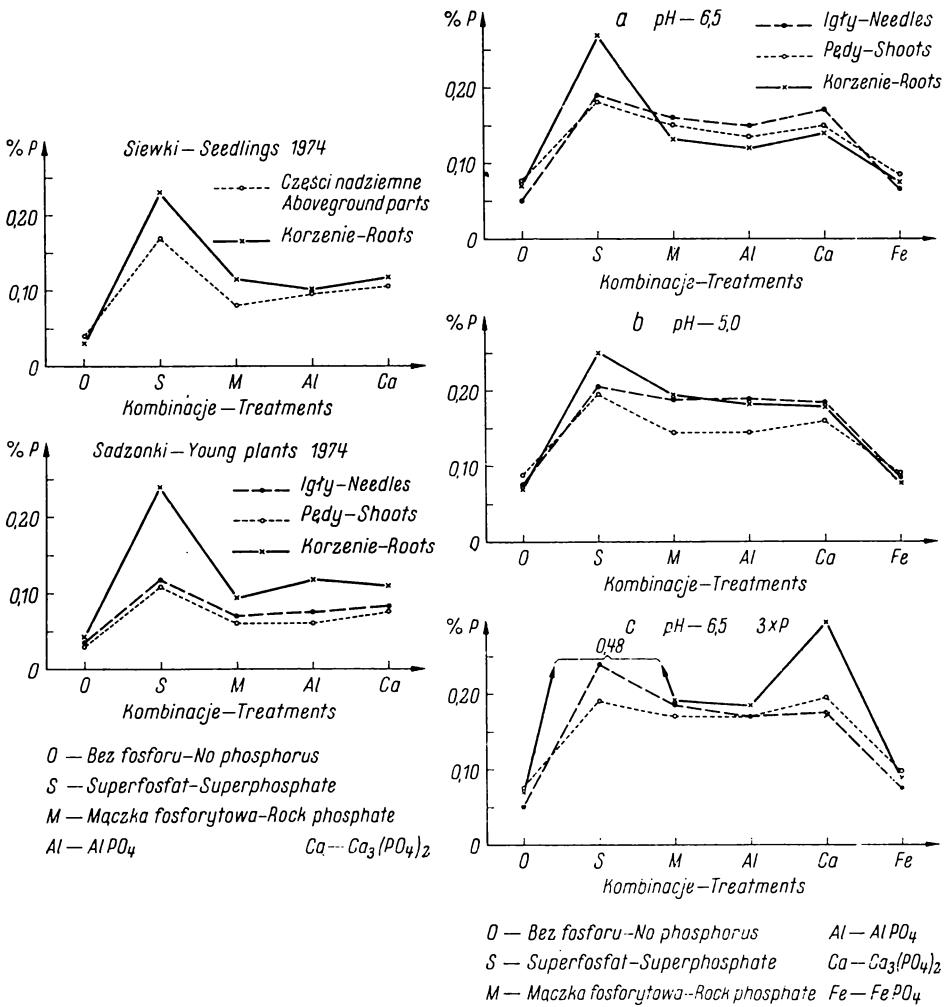 % P
Siewki – Seedlings 1974
Części nadziemne
Aboveground parts
Korzenie – Roots
0,20
0,10
0
O S M Al Ca
Kombinacje – Treatments
% P
Sadzonki – Young plants 1974
Igły – Needles
Pędy – Shoots
Korzenie – Roots
0,20
0,10
0
O S M Al Ca
Kombinacje – Treatments
O — Bez fosforu – No phosphorus
S — Superfosfat – Superphosphate
M — Mączka fosforytowa – Rock phosphate
Al — AlPO4 Ca — Ca3(PO4)2
% P
a pH — 6,5
Igły – Needles
Pędy – Shoots
Korzenie – Roots
0,20
0,10
0
O S M Al Ca Fe
Kombinacje – Treatments
% P
b pH — 5,0
0,20
0,10
0
O S M Al Ca Fe
Kombinacje – Treatments
% P
c pH — 6,5 3×P
0,48
0,20
0,10
0
O S M Al Ca Fe
Kombinacje – Treatments
O — Bez fosforu – No phosphorus Al — AlPO4
S — Superfosfat – Superphosphate Ca — Ca3(PO4)2
M — Mączka fosforytowa – Rock phosphate Fe — FePO4